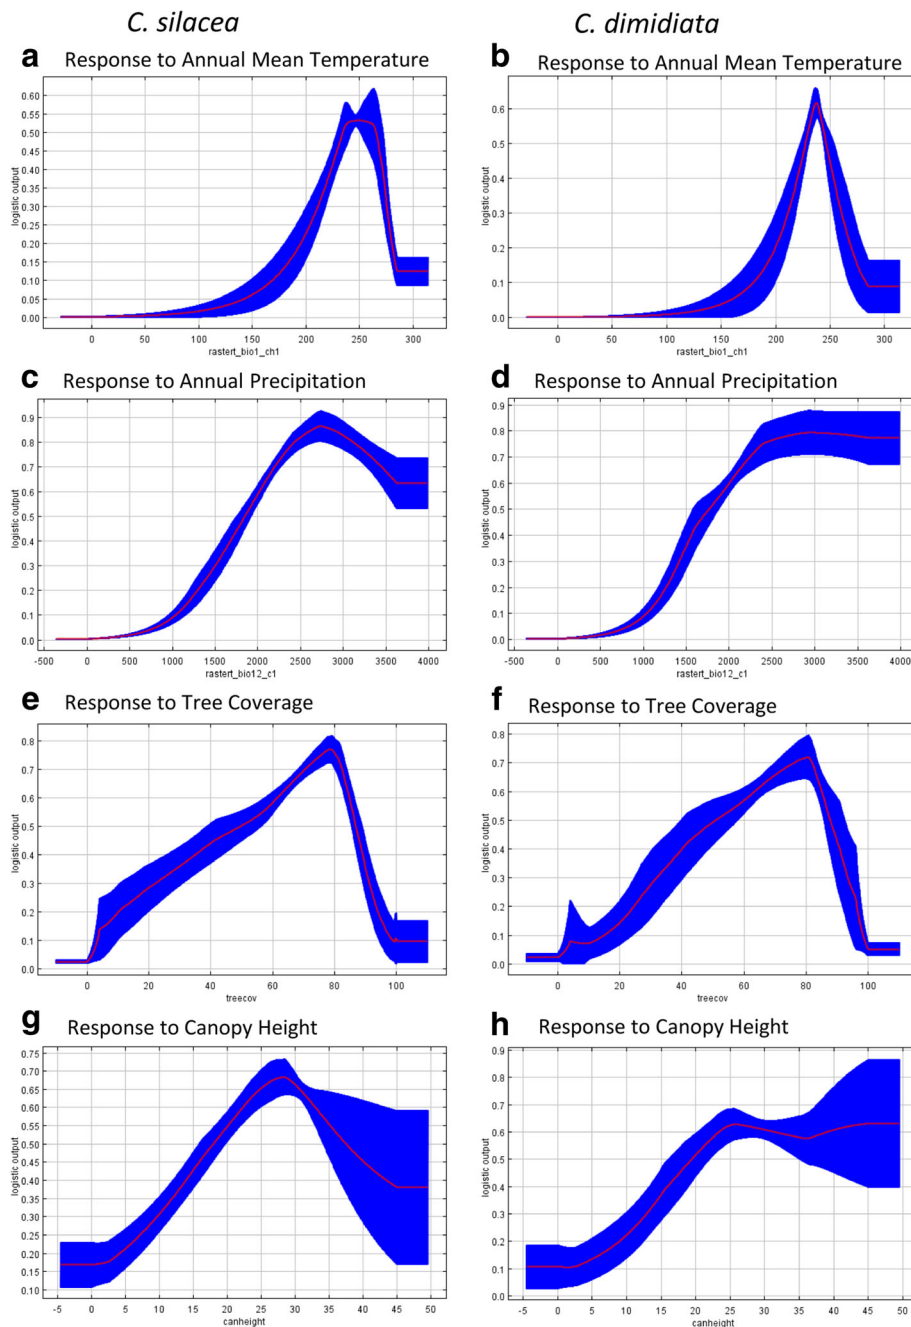 C. silacea
C. dimidiata
a Response to Annual Mean Temperature
logistic output
0.60
0.55
0.50
0.45
0.40
0.35
0.30
0.25
0.20
0.15
0.10
0.05
0.00
0 50 100 150 200 250 300
rastert_bio1_ch1
b Response to Annual Mean Temperature
logistic output
0.6
0.5
0.4
0.3
0.2
0.1
0.0
0 50 100 150 200 250 300
rastert_bio1_ch1
c Response to Annual Precipitation
logistic output
0.9
0.8
0.7
0.6
0.5
0.4
0.3
0.2
0.1
0.0
-500 0 500 1000 1500 2000 2500 3000 3500 4000
rastert_bio12_c1
d Response to Annual Precipitation
logistic output
0.9
0.8
0.7
0.6
0.5
0.4
0.3
0.2
0.1
0.0
-500 0 500 1000 1500 2000 2500 3000 3500 4000
rastert_bio12_c1
e Response to Tree Coverage
logistic output
0.8
0.7
0.6
0.5
0.4
0.3
0.2
0.1
0.0
0 20 40 60 80 100
treecov
f Response to Tree Coverage
logistic output
0.8
0.7
0.6
0.5
0.4
0.3
0.2
0.1
0.0
0 20 40 60 80 100
treecov
g Response to Canopy Height
logistic output
0.75
0.70
0.65
0.60
0.55
0.50
0.45
0.40
0.35
0.30
0.25
0.20
0.15
0.10
-5 0 5 10 15 20 25 30 35 40 45 50
canheight
h Response to Canopy Height
logistic output
0.9
0.8
0.7
0.6
0.5
0.4
0.3
0.2
0.1
0.0
-5 0 5 10 15 20 25 30 35 40 45 50
canheight